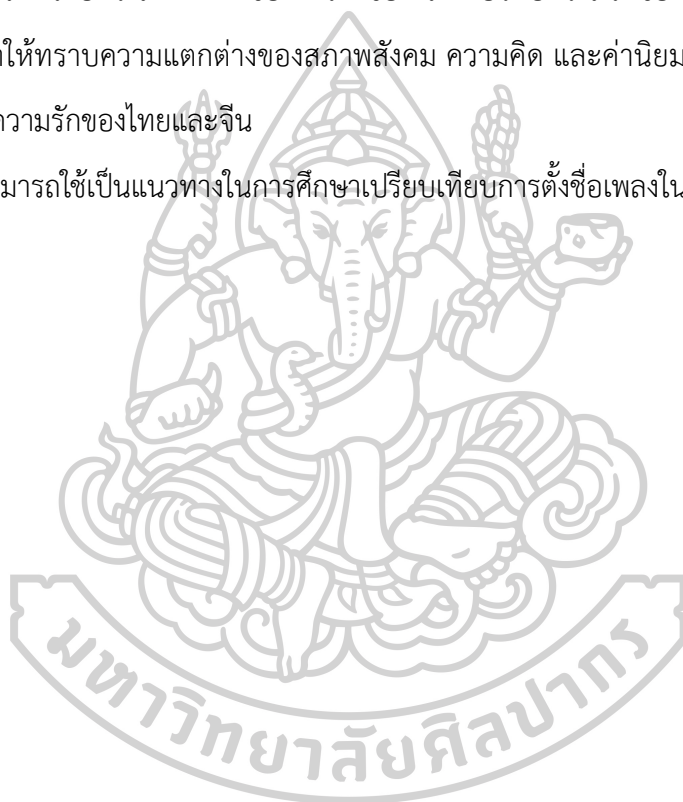 ให้ทราบความแตกต่างของสภาพสังคม ความคิด และค่านิยม
ความรักของไทยและจีน
มารถใช้เป็นแนวทางในการศึกษาเปรียบเทียบการตั้งชื่อเพลงใน
มหาวิทยาลัยศิลปากร